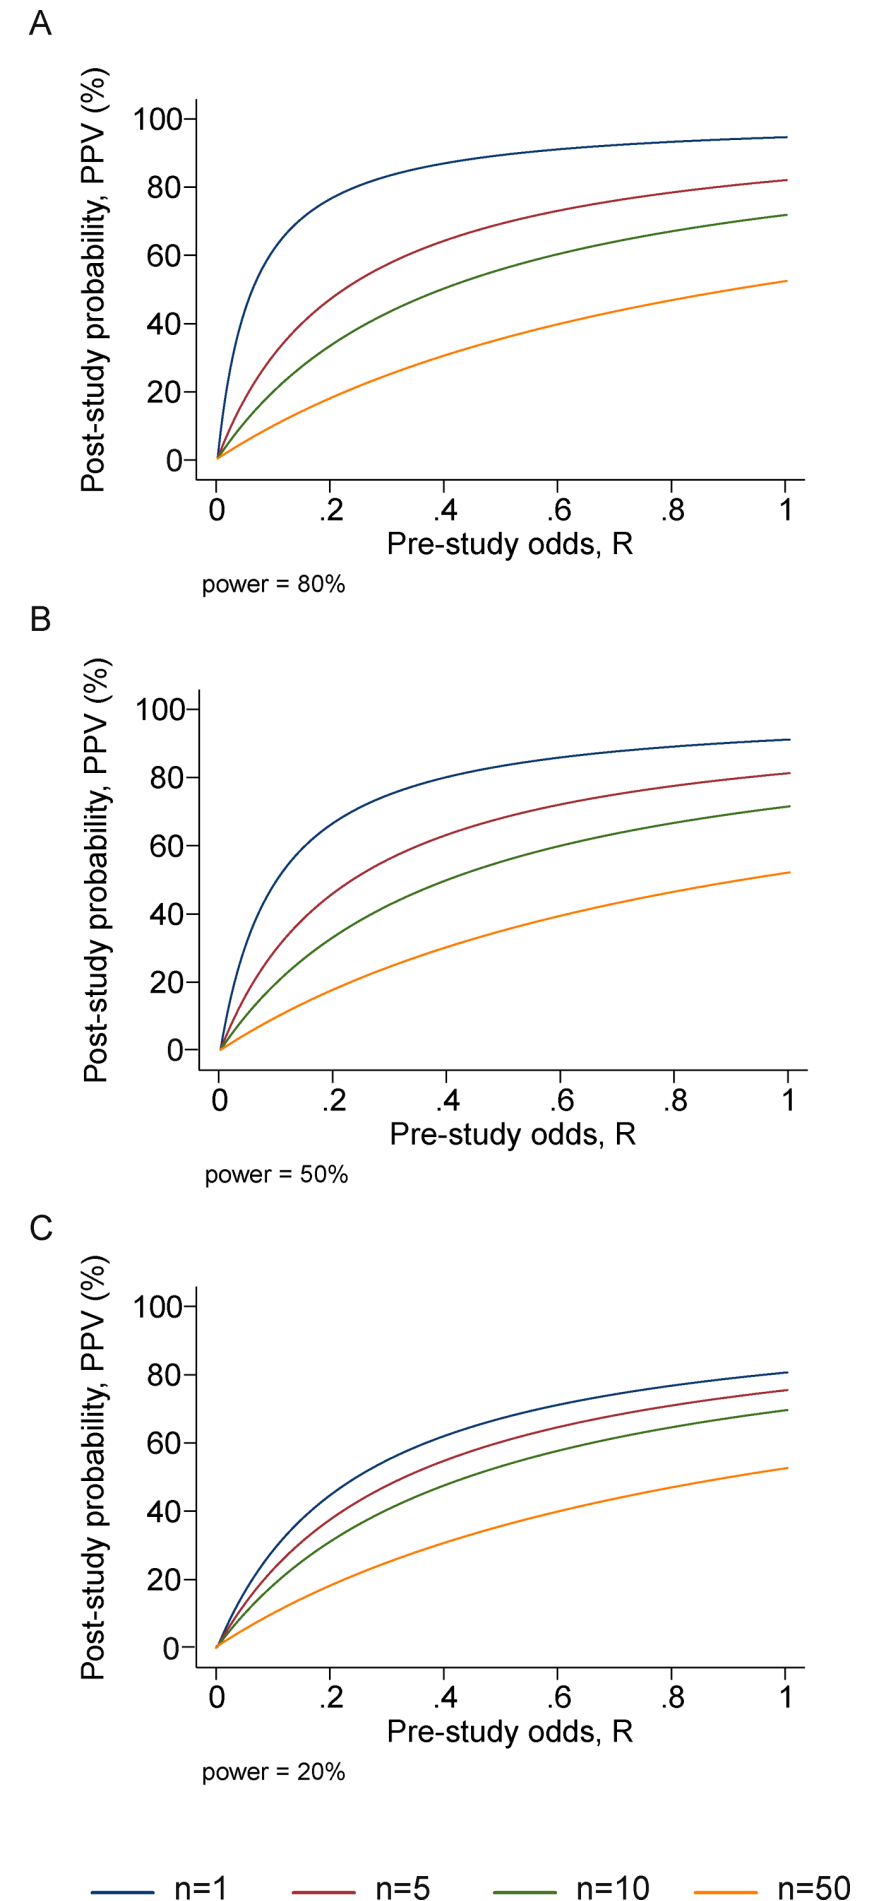 A
Post-study probability, PPV (%)
100
80
60
40
20
0
0 .2 .4 .6 .8 1
Pre-study odds, R
power = 80%
B
Post-study probability, PPV (%)
100
80
60
40
20
0
0 .2 .4 .6 .8 1
Pre-study odds, R
power = 50%
C
Post-study probability, PPV (%)
100
80
60
40
20
0
0 .2 .4 .6 .8 1
Pre-study odds, R
power = 20%
n=1 n=5 n=10 n=50